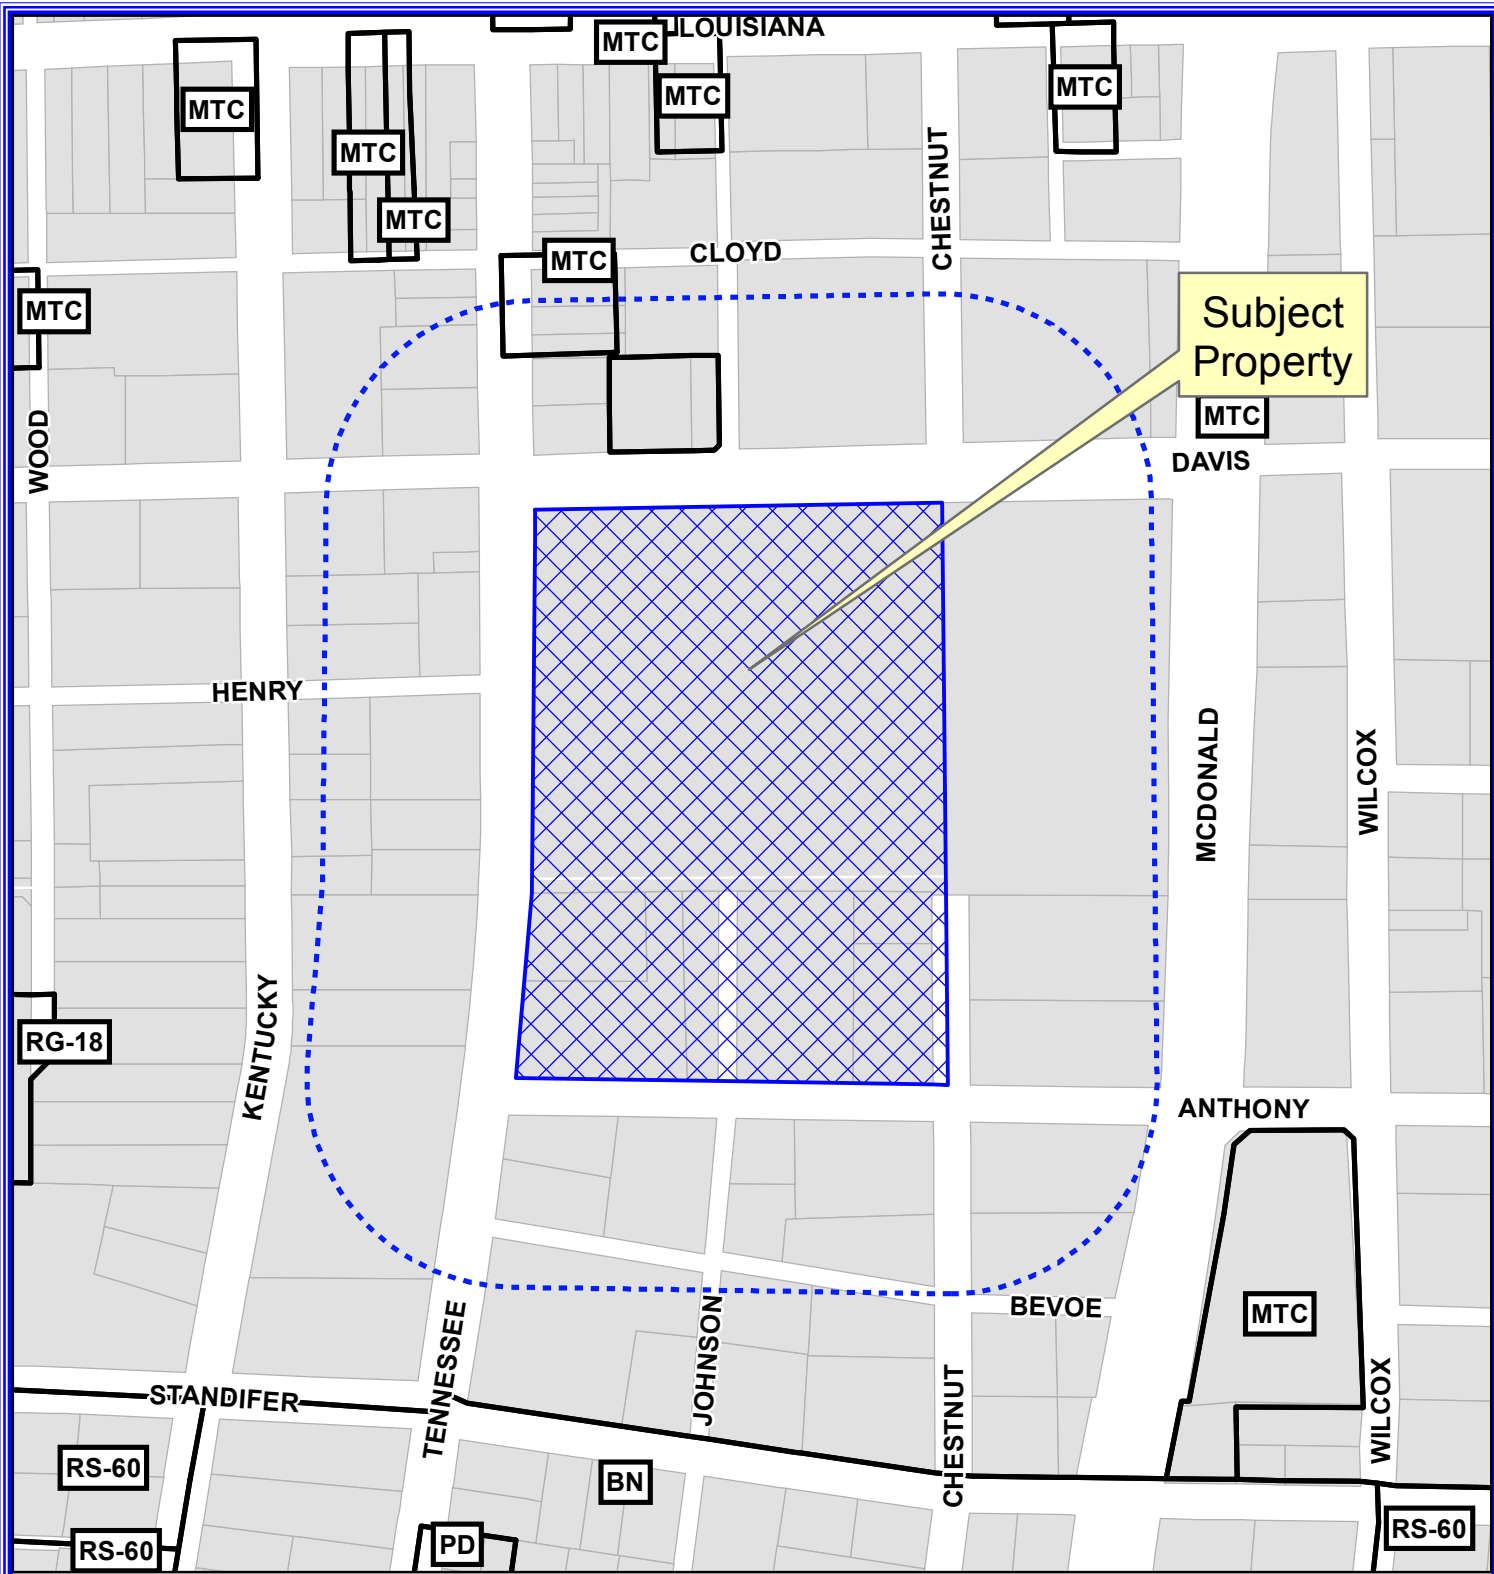 LOUISIANA
MTC
MTC
MTC
MTC
MTC
MTC
CHESTNUT
CLOYD
MTC
MTC
Subject
Property
MTC
WOOD
DAVIS
HENRY
MCDONALD
WILCOX
KENTUCKY
RG-18
ANTHONY
BEVOE
MTC
TENNESSEE
JOHNSON
CHESTNUT
WILCOX
STANDIFER
RS-60
BN
RS-60
PD
RS-60